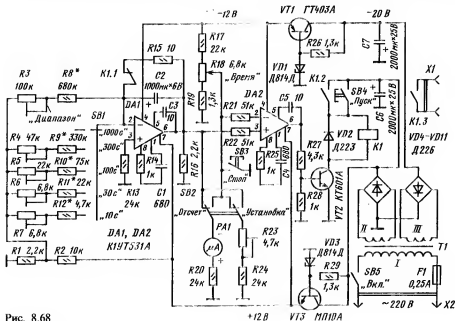 -12 В
VT1 ГТ403А
-20 В
R3 100к
R8* 680к
K1.1
R15 10
R17 22к
R18 6,8к
„Время"
R19 1,3к
R26 1,3к
VD1 Д814Д
C7 2000мк×25В
„Диапазон"
SB1
DA1
C2 1000мк×6В
C3 10
DA2
C5 10
K1.2
SB4 „Пуск"
C6 2000мк×25В
X1
K1.3
R4 47к
R9* 330к
„1000с"
R5 22к
R10* 75к
„300с"
R6 6,8к
R11* 22к
„100с"
R12* 4,7к
„30с"
R7 6,8к
„10с"
R14 1к
R13 24к
C1 680
R16 2,2к
SB2
R21 51к
R22 51к
SB3 „Стоп"
R25 1к
C4 680
R27 4,3к
R28 1к
VD2 Д223
K1
VT2 КТ601А
VD4-VD11 Д226
II
III
T1
I
R1 2,2к
R2 10к
DA1, DA2 К1УТ531А
„Отсчет"
„Установка"
PA1
μA
R20 24к
R23 4,7к
R24 24к
VD3 Д814Д
R29 1,3к
SB5 „Вкл."
F1 0,25А
+12 В
VT3 МП10А
~220 В
X2
Рис. 8.68